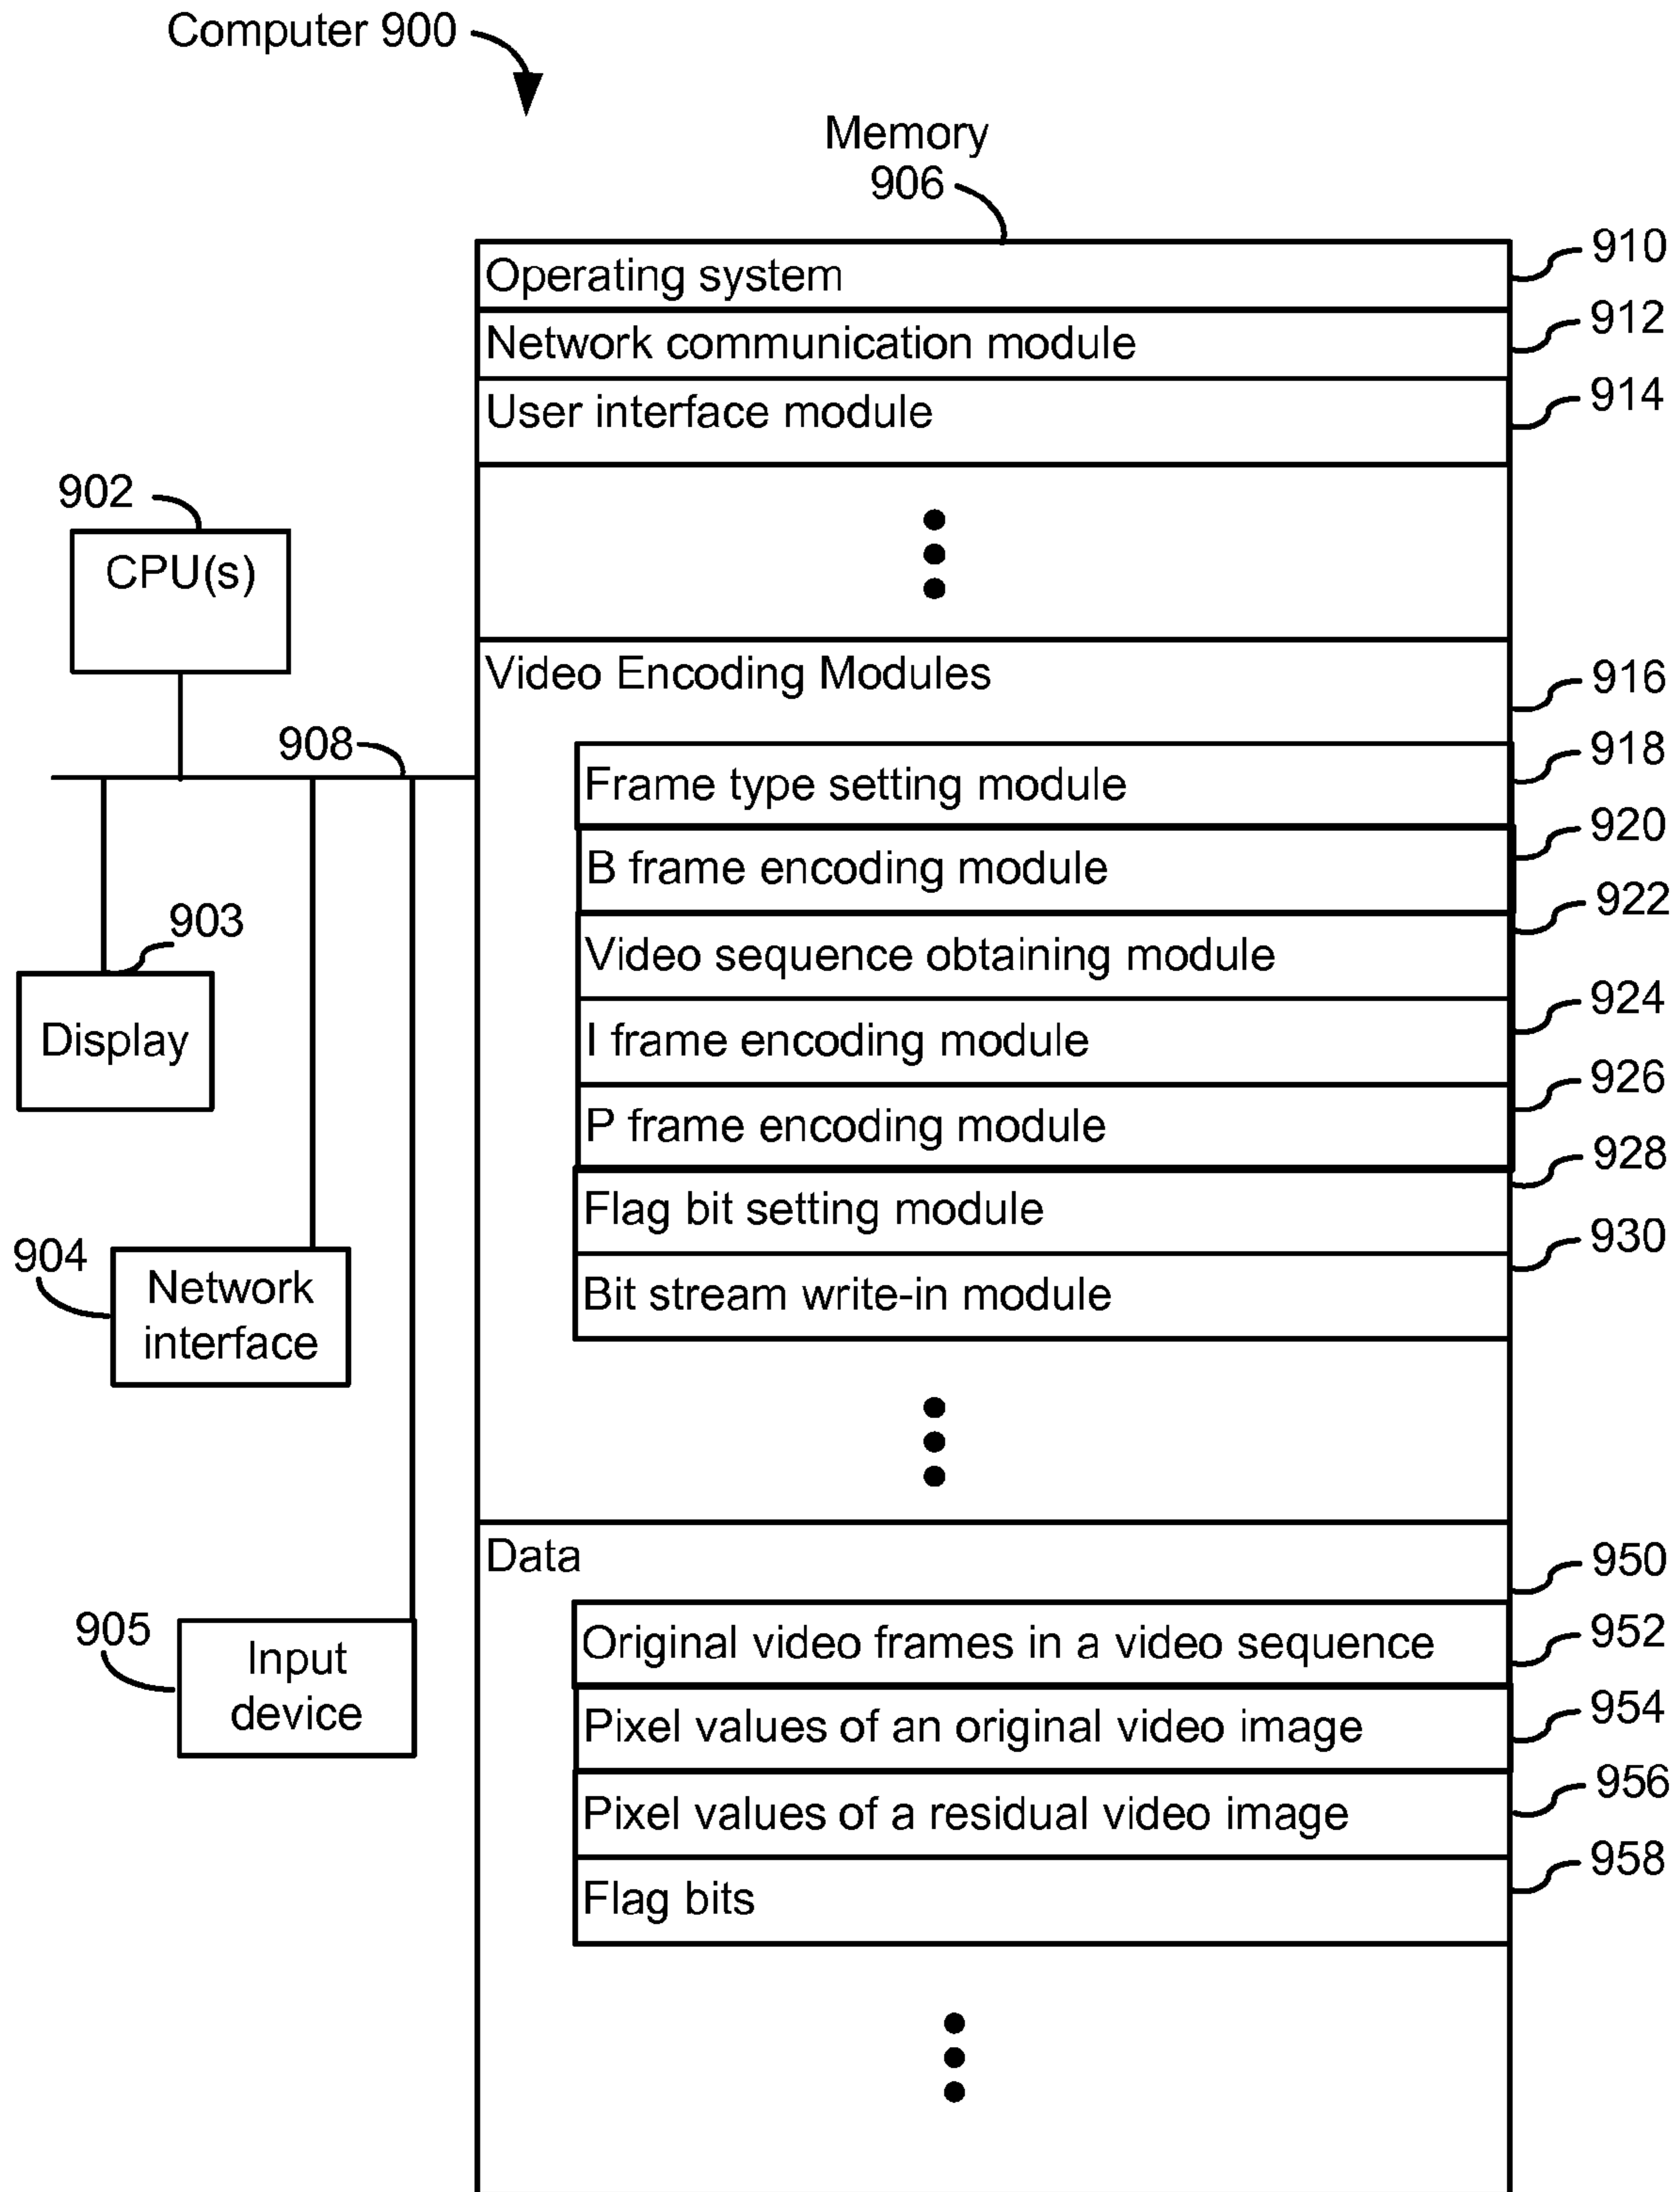 Computer 900
Memory
906
Operating system
910
Network communication module
912
User interface module
914
902
CPU(s)
908
903
Display
904
Network
interface
905
Input
device
Video Encoding Modules
916
Frame type setting module
918
B frame encoding module
920
Video sequence obtaining module
922
I frame encoding module
924
P frame encoding module
926
Flag bit setting module
928
Bit stream write-in module
930
Data
950
Original video frames in a video sequence
952
Pixel values of an original video image
954
Pixel values of a residual video image
956
Flag bits
958